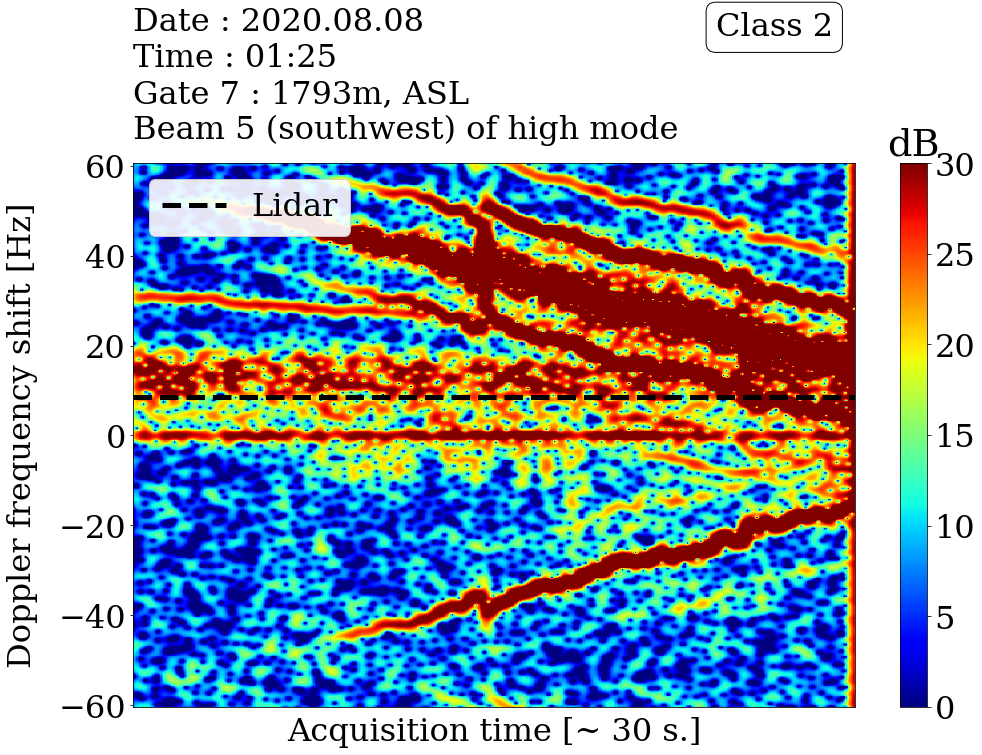 Date : 2020.08.08
Time : 01:25
Gate 7 : 1793m, ASL
Beam 5 (southwest) of high mode
Class 2
dB
Lidar
Doppler frequency shift [Hz]
60
40
20
0
−20
−40
−60
30
25
20
15
10
5
0
Acquisition time [~ 30 s.]